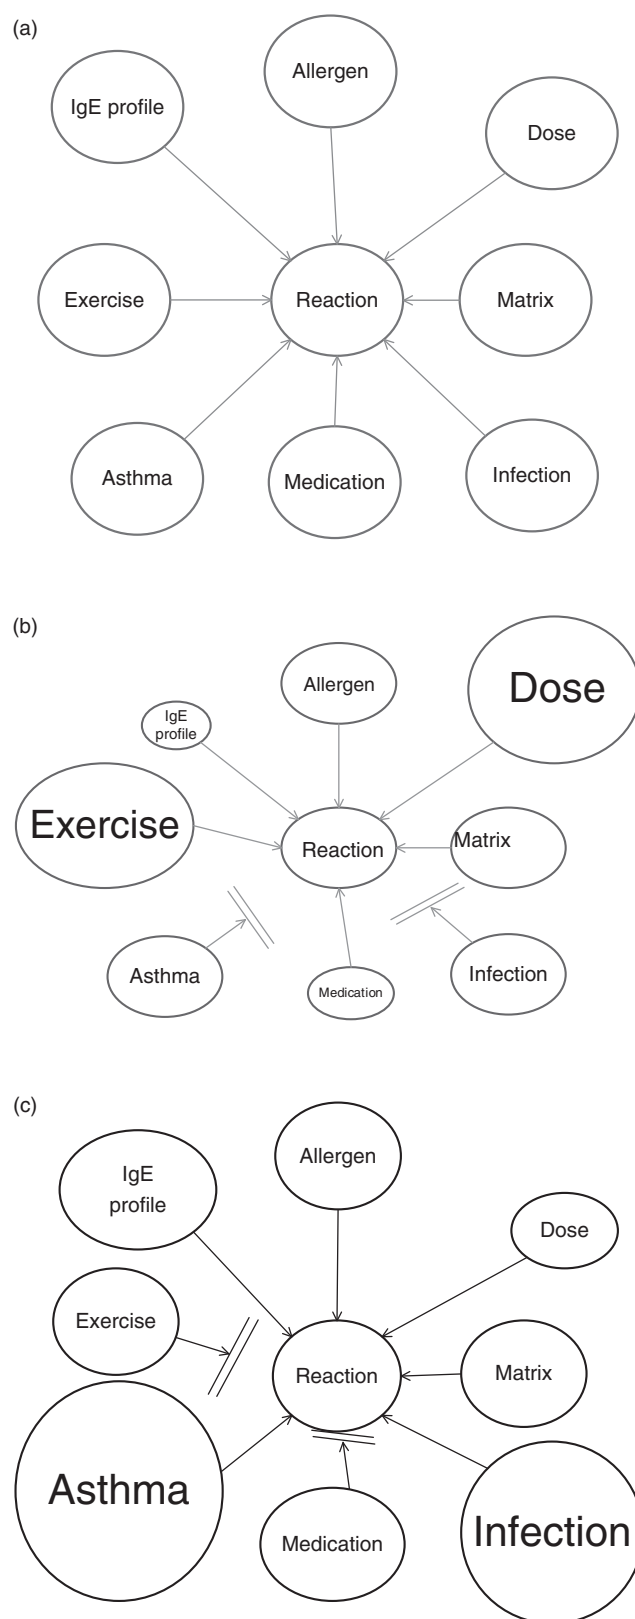 (a)
Allergen
IgE profile
Dose
Exercise
Reaction
Matrix
Asthma
Medication
Infection
(b)
Allergen
Dose
IgE
profile
Exercise
Reaction
Matrix
Asthma
Medication
Infection
(c)
Allergen
IgE
profile
Dose
Exercise
Reaction
Matrix
Asthma
Medication
Infection